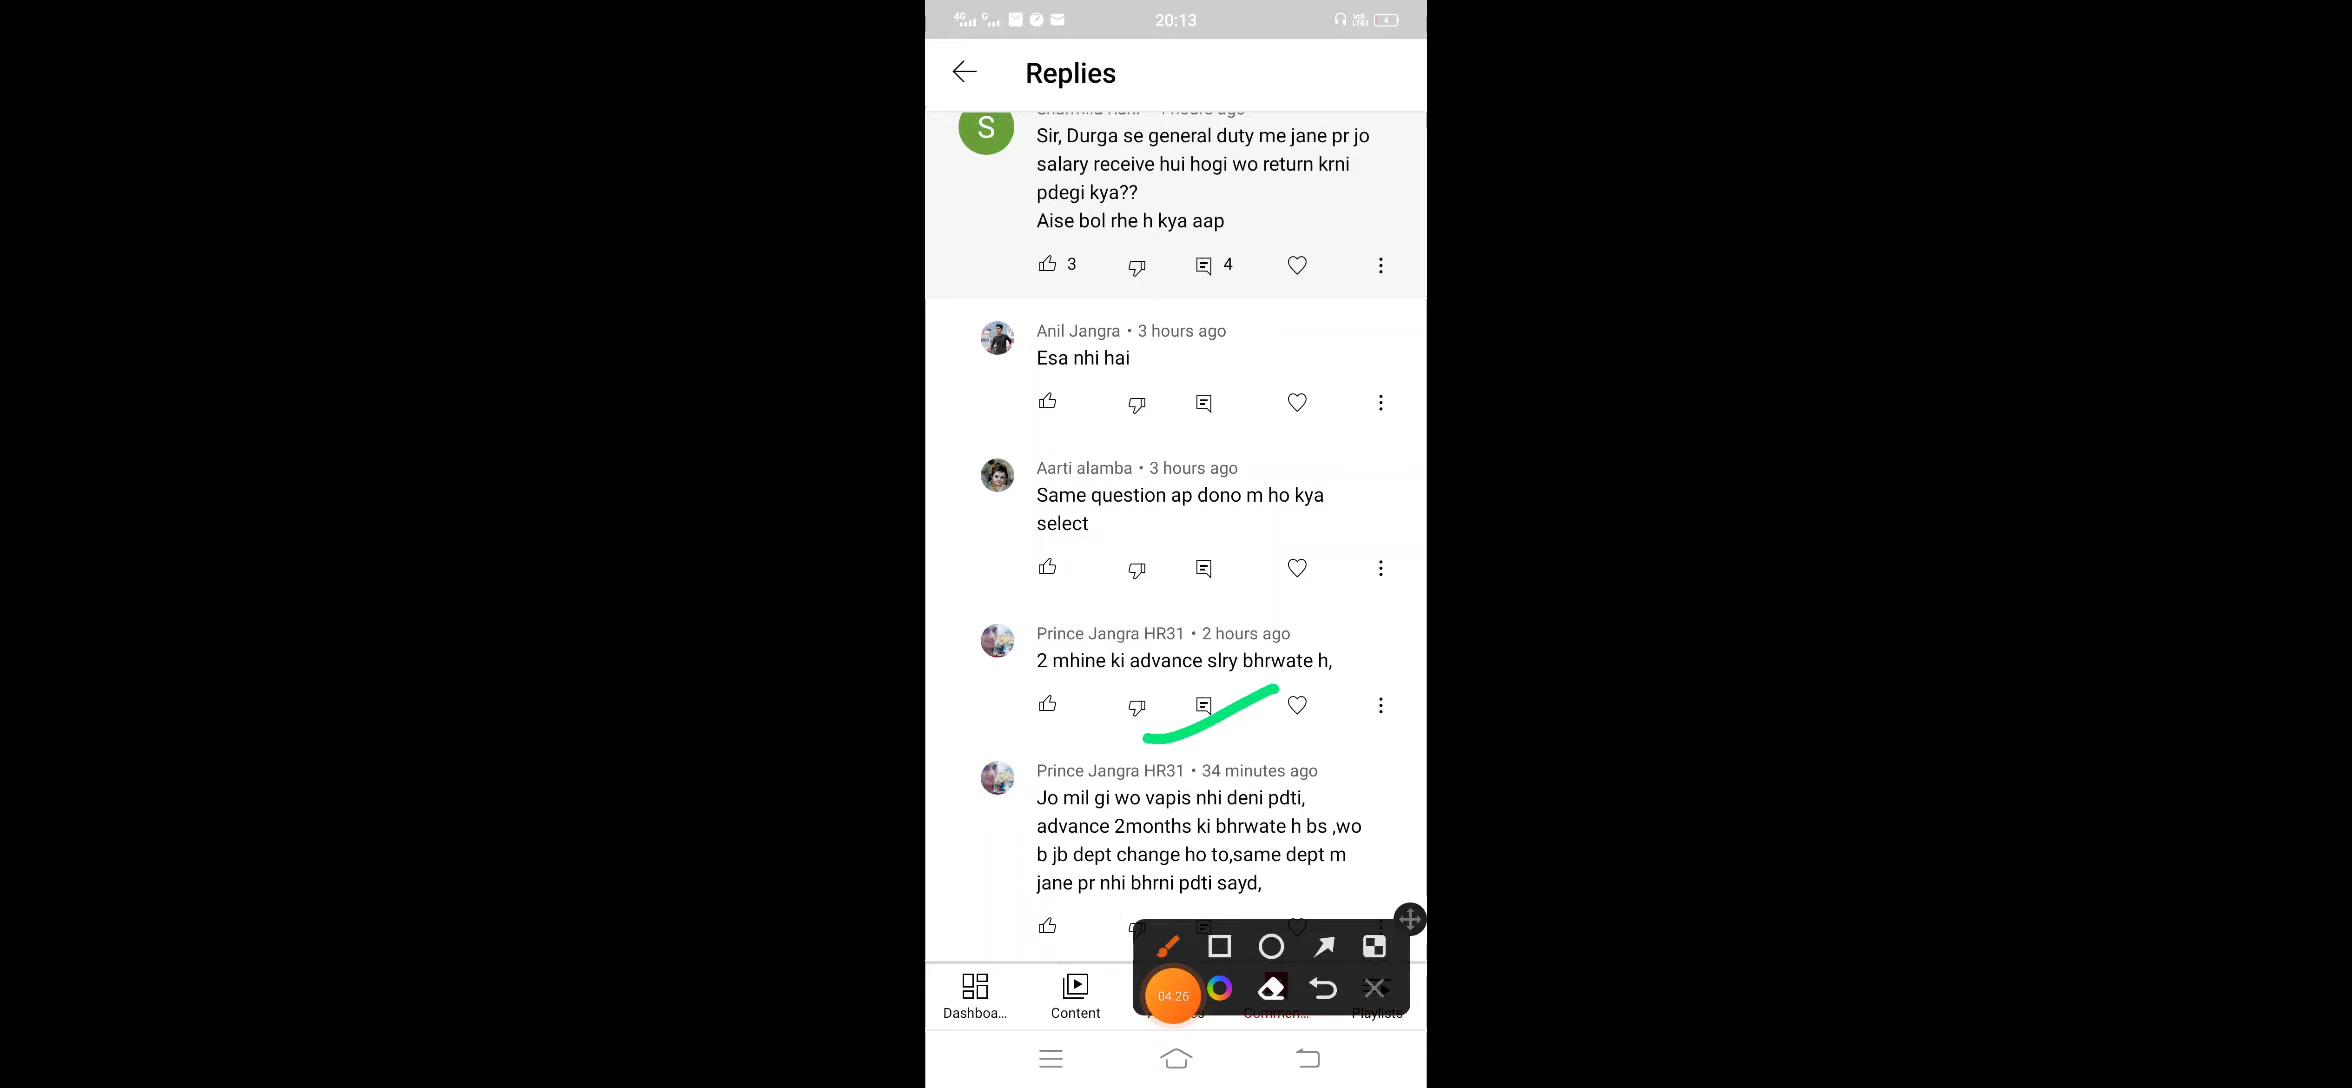 4G G 20:13 4
Replies
S
Sir, Durga se general duty me jane pr jo
salary receive hui hogi wo return krni
pdegi kya??
Aise bol rhe h kya aap
3 4
Anil Jangra • 3 hours ago
Esa nhi hai
Aarti alamba • 3 hours ago
Same question ap dono m ho kya
select
Prince Jangra HR31 • 2 hours ago
2 mhine ki advance slry bhrwate h,
Prince Jangra HR31 • 34 minutes ago
Jo mil gi wo vapis nhi deni pdti,
advance 2months ki bhrwate h bs ,wo
b jb dept change ho to,same dept m
jane pr nhi bhrni pdti sayd,
04:26
Dashboa... Content Commen... Playlists